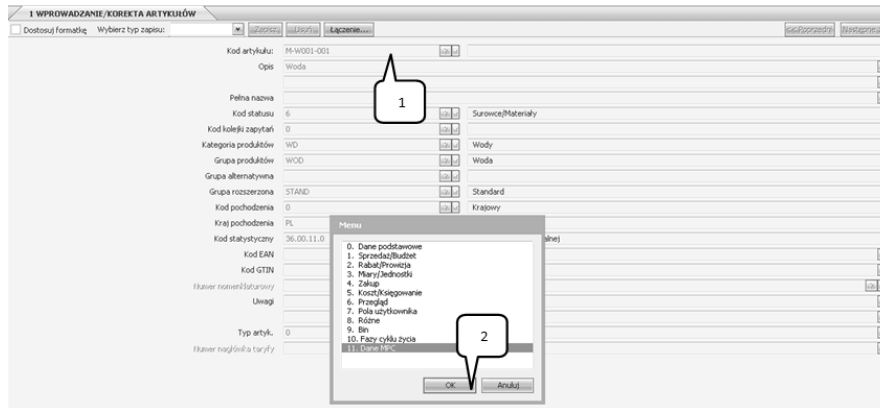 1 WPROWADZANIE/KOREKTA ARTYKUŁÓW
Dostosuj formatkę Wybierz typ zapisu: Zapisz Usuń Łączenie... << Poprzedni Następne
Kod artykułu: M-W001-001
Opis Woda
1
Pełna nazwa
Kod statusu 6 Surowce/Materiały
Kod kolejki zapytań 0
Kategoria produktów WD Wody
Grupa produktów WOD Woda
Grupa alternatywna
Grupa rozszerzona STAND Standard
Kod pochodzenia 0 Krajowy
Kraj pochodzenia PL
Kod statystyczny 36.00.11.0
Kod EAN
Kod GTIN
Numer nomenklaturowy
Uwagi
Typ artyk. 0
Numer nagłówka taryfy
Menu
0. Dane podstawowe
1. Sprzedaż/Budżet
2. Rabat/Prowizja
3. Miary/Jednostki
4. Zakup
5. Koszt/Księgowanie
6. Przegląd
7. Pola użytkownika
8. Różne
9. Bin
10. Fazy cyklu życia
11. Dane MPC
2
OK Anuluj